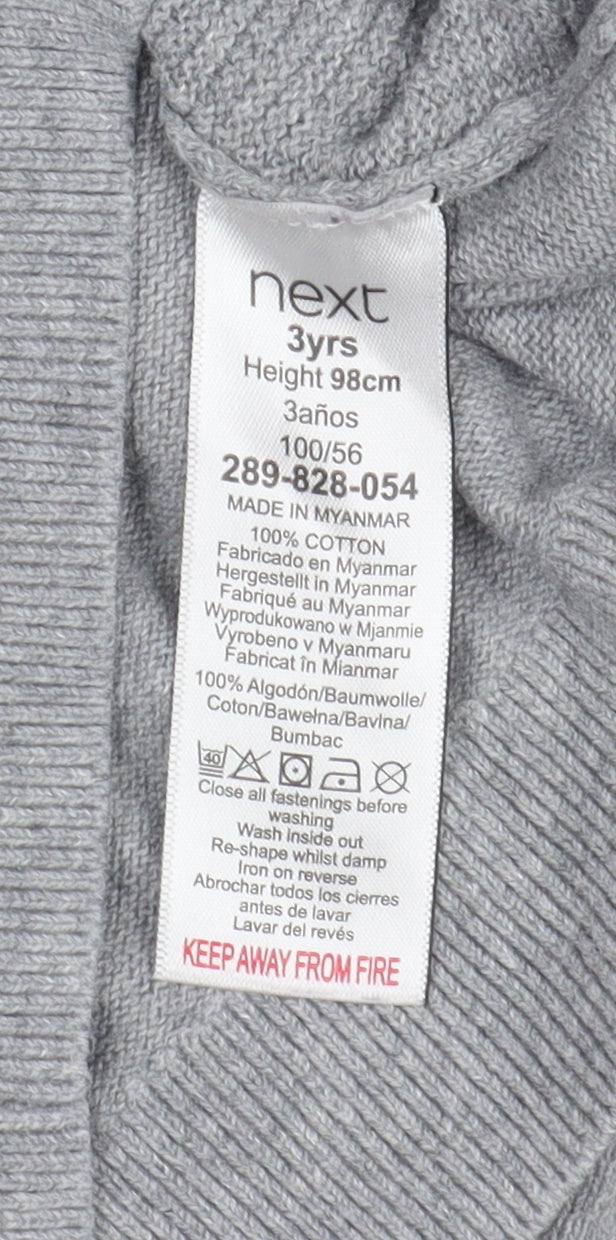 next
3yrs
Height 98cm
3años
100/56
289-828-054
MADE IN MYANMAR
100% COTTON
Fabricado en Myanmar
Hergestellt in Myanmar
Fabriqué au Myanmar
Wyprodukowano w Mjanmie
Vyrobeno v Myanmaru
Fabricat în Mianmar
100% Algodón/Baumwolle/
Coton/Bawełna/Bavlna/
Bumbac
40
Close all fastenings before
washing
Wash inside out
Re-shape whilst damp
Iron on reverse
Abrochar todos los cierres
antes de lavar
Lavar del revés
KEEP AWAY FROM FIRE